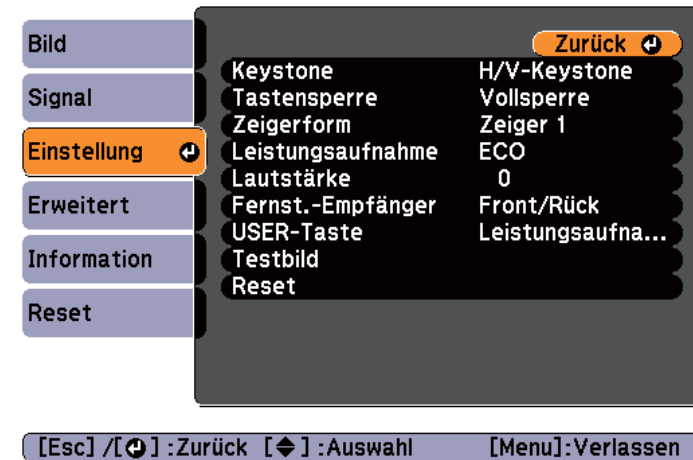 Bild
Signal
Einstellung
Erweitert
Information
Reset
Zurück
Keystone H/V-Keystone
Tastensperre Vollsperre
Zeigerform Zeiger 1
Leistungsaufnahme ECO
Lautstärke 0
Fernst.-Empfänger Front/Rück
USER-Taste Leistungsaufna...
Testbild
Reset
[Esc] /[ ] :Zurück [ ] :Auswahl [Menu]:Verlassen